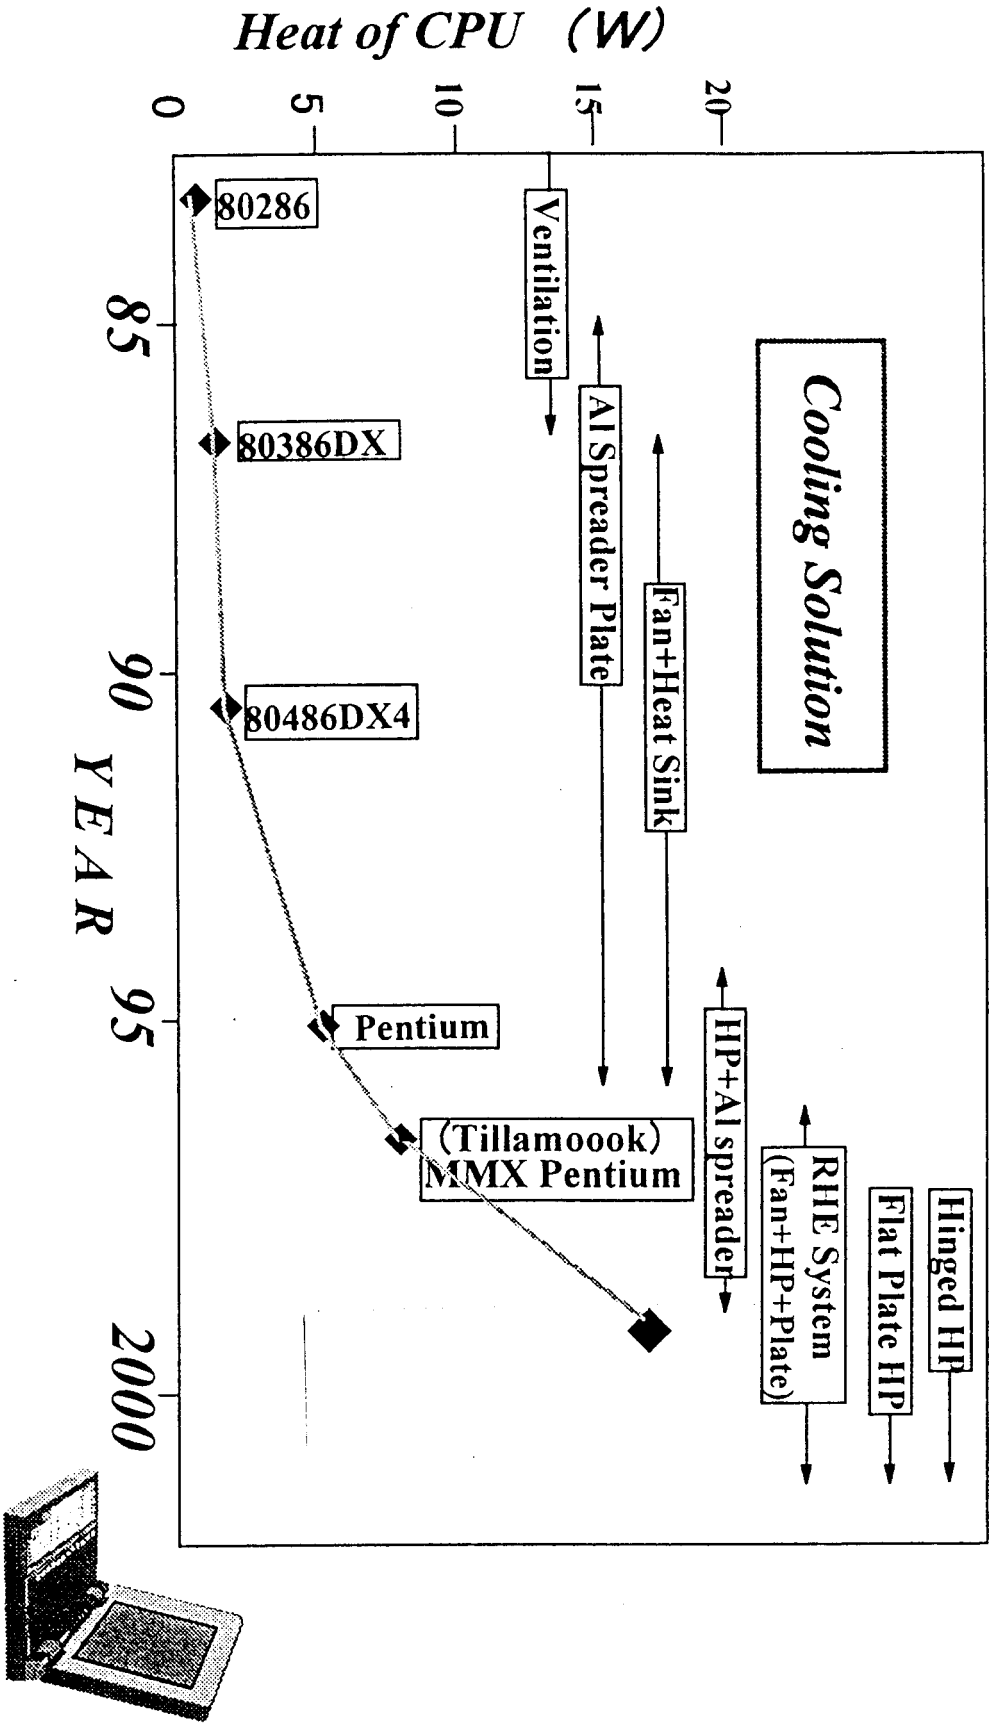 Heat of CPU (W)
20
15
10
5
0
Cooling Solution
Hinged HP
Flat Plate HP
RHE System
(Fan+HP+Plate)
HP+Al spreader
Fan+Heat Sink
Al Spreader Plate
Ventilation
80286
80386DX
80486DX4
Pentium
(Tillamoook)
MMX Pentium
85
90
95
2000
YEAR